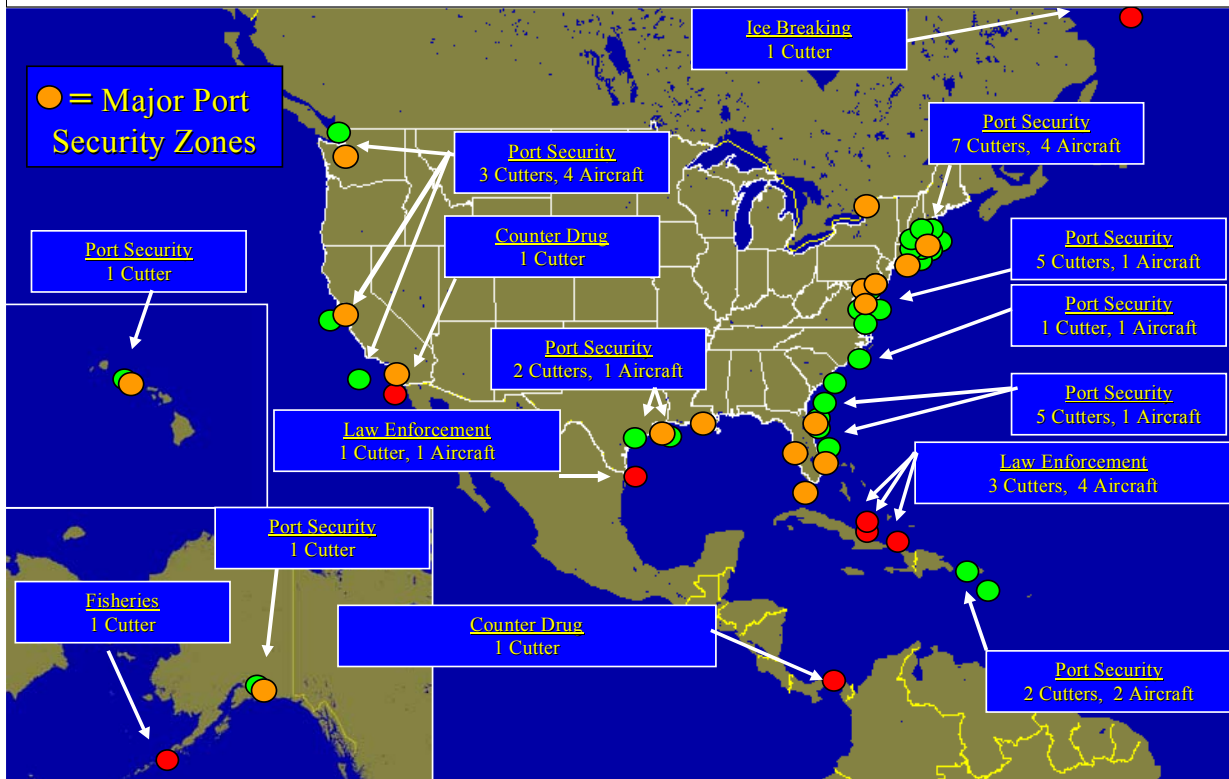 Ice Breaking
1 Cutter
= Major Port
Security Zones
Port Security
7 Cutters, 4 Aircraft
Port Security
3 Cutters, 4 Aircraft
Counter Drug
1 Cutter
Port Security
1 Cutter
Port Security
5 Cutters, 1 Aircraft
Port Security
1 Cutter, 1 Aircraft
Port Security
2 Cutters, 1 Aircraft
Port Security
5 Cutters, 1 Aircraft
Law Enforcement
1 Cutter, 1 Aircraft
Law Enforcement
3 Cutters, 4 Aircraft
Port Security
1 Cutter
Fisheries
1 Cutter
Counter Drug
1 Cutter
Port Security
2 Cutters, 2 Aircraft